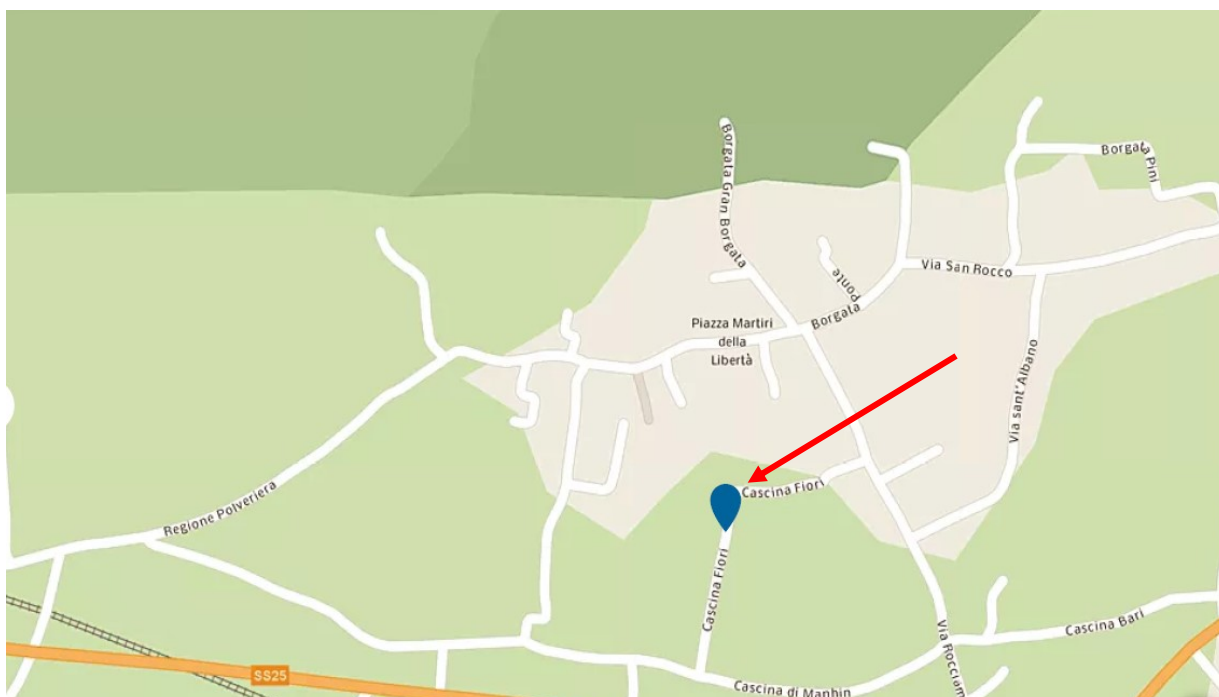 Borgata Gran Borgata
Borgata Pini
Via San Rocco
Ponte
Borgata
Piazza Martiri
della
Libertà
Via sant'Albano
Cascina Fiori
Regione Polveriera
Cascina Fiori
Cascina Bari
Via Rocciam
SS25
Cascina di Manbin